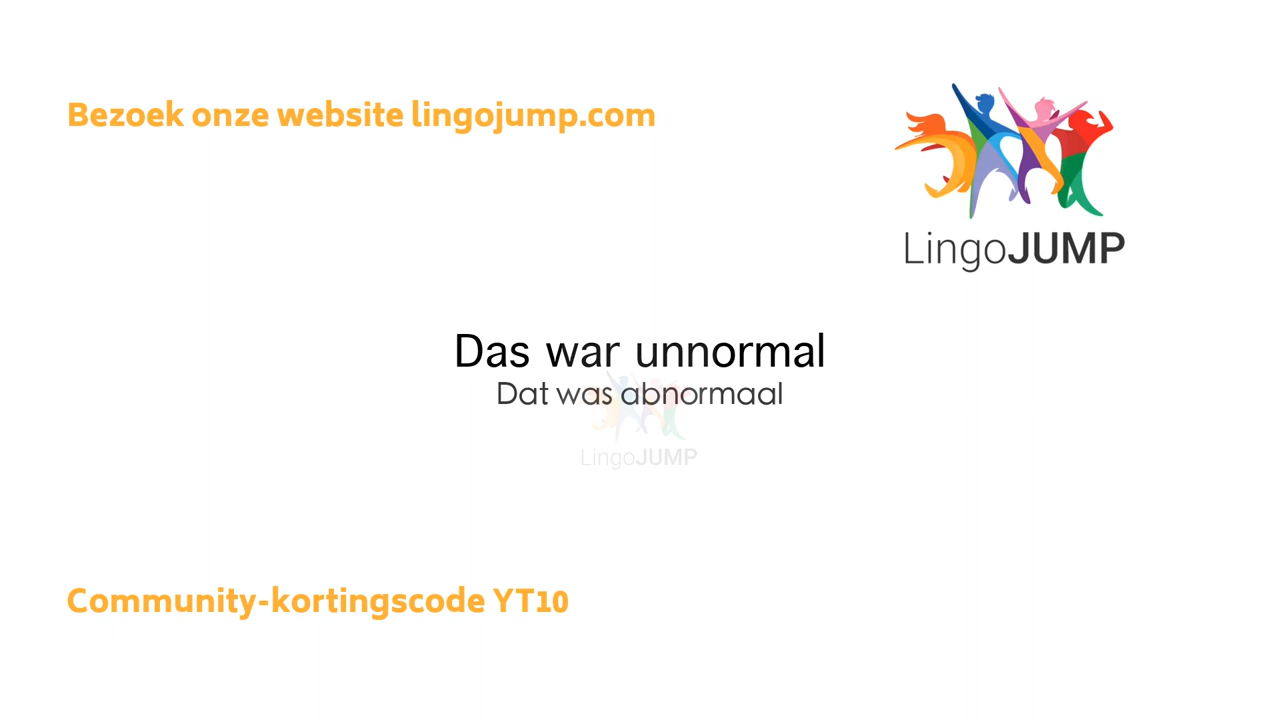 Bezoek onze website lingojump.com
LingoJUMP
Das war unnormal
Dat was abnormaal
LingoJUMP
Community-kortingscode YT10